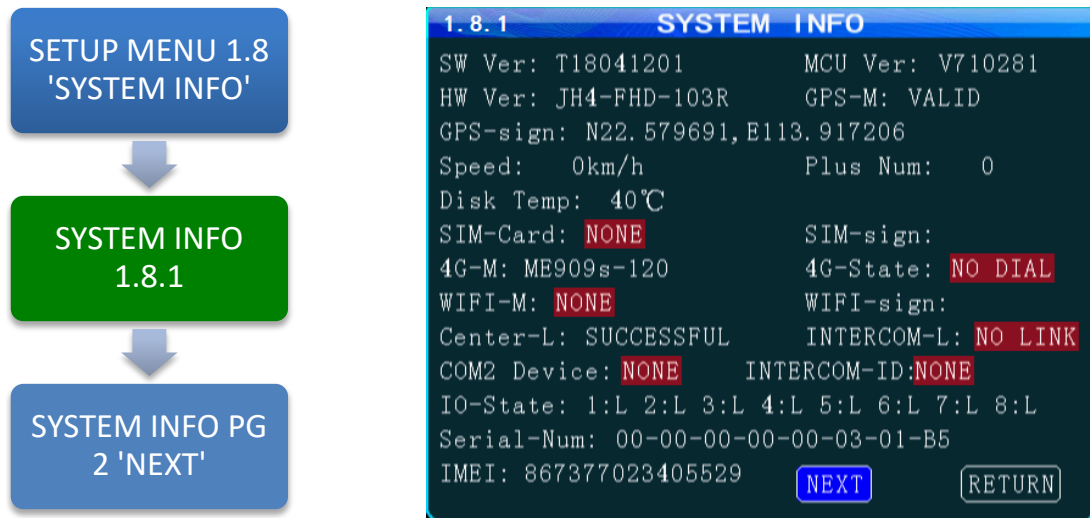 SETUP MENU 1.8
'SYSTEM INFO'
SYSTEM INFO
1.8.1
SYSTEM INFO PG
2 'NEXT'
1.8.1 SYSTEM INFO
SW Ver: T18041201 MCU Ver: V710281
HW Ver: JH4-FHD-103R GPS-M: VALID
GPS-sign: N22.579691,E113.917206
Speed: 0km/h Plus Num: 0
Disk Temp: 40℃
SIM-Card: NONE SIM-sign:
4G-M: ME909s-120 4G-State: NO DIAL
WIFI-M: NONE WIFI-sign:
Center-L: SUCCESSFUL INTERCOM-L: NO LINK
COM2 Device: NONE INTERCOM-ID:NONE
IO-State: 1:L 2:L 3:L 4:L 5:L 6:L 7:L 8:L
Serial-Num: 00-00-00-00-00-03-01-B5
IMEI: 867377023405529 NEXT RETURN